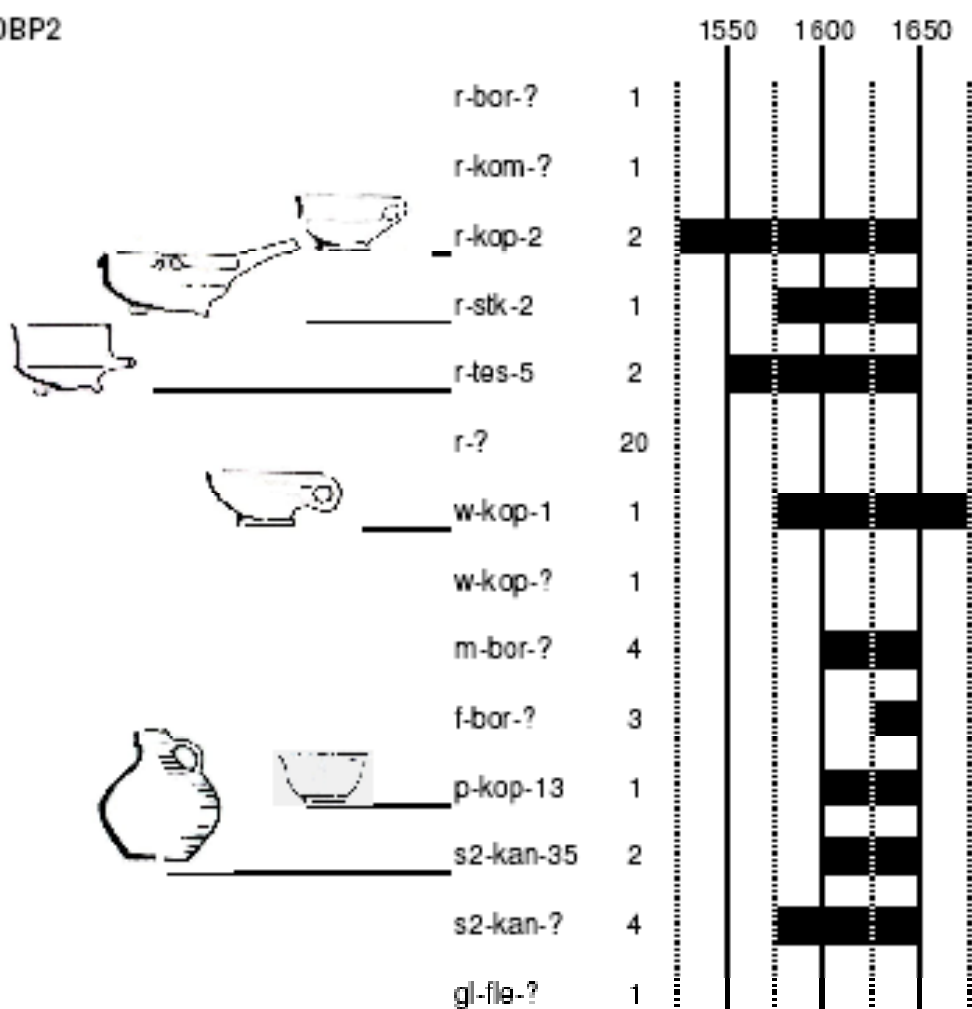 OBP2 1550 1600 1650
r-bor-? 1
r-kom-? 1
r-kop-2 2
r-stk-2 1
r-tes-5 2
r-? 20
w-kop-1 1
w-kop-? 1
m-bor-? 4
f-bor-? 3
p-kop-13 1
s2-kan-35 2
s2-kan-? 4
gl-fle-? 1